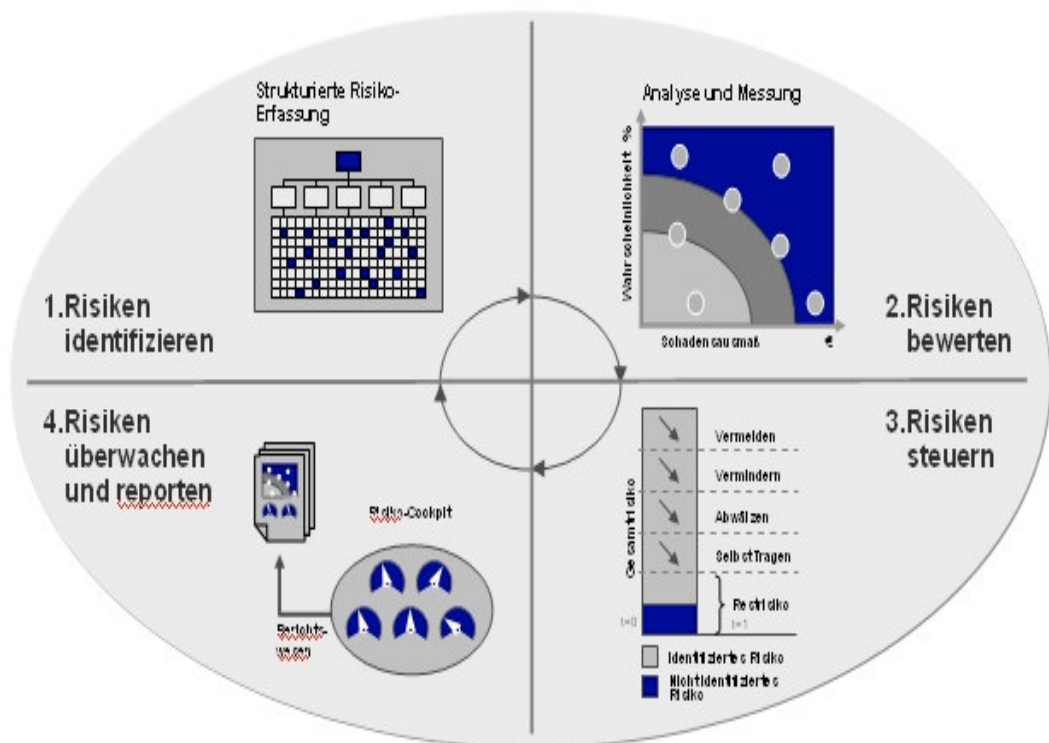 Strukturierte Risiko-
Erfassung
1.Risiken
identifizieren
Analyse und Messung
Wahrscheinlichkeit %
Schadensausmaß €
2.Risiken
bewerten
3.Risiken
steuern
Gesamtrisiko
Vermeiden
Vermindern
Abwälzen
Selbst Tragen
Restrisiko
t=0
t=1
Identifiziertes Risiko
Nicht Identifiziertes
Risiko
4.Risiken
überwachen
und reporten
Risiko-Cockpit
Berichts-
wesen